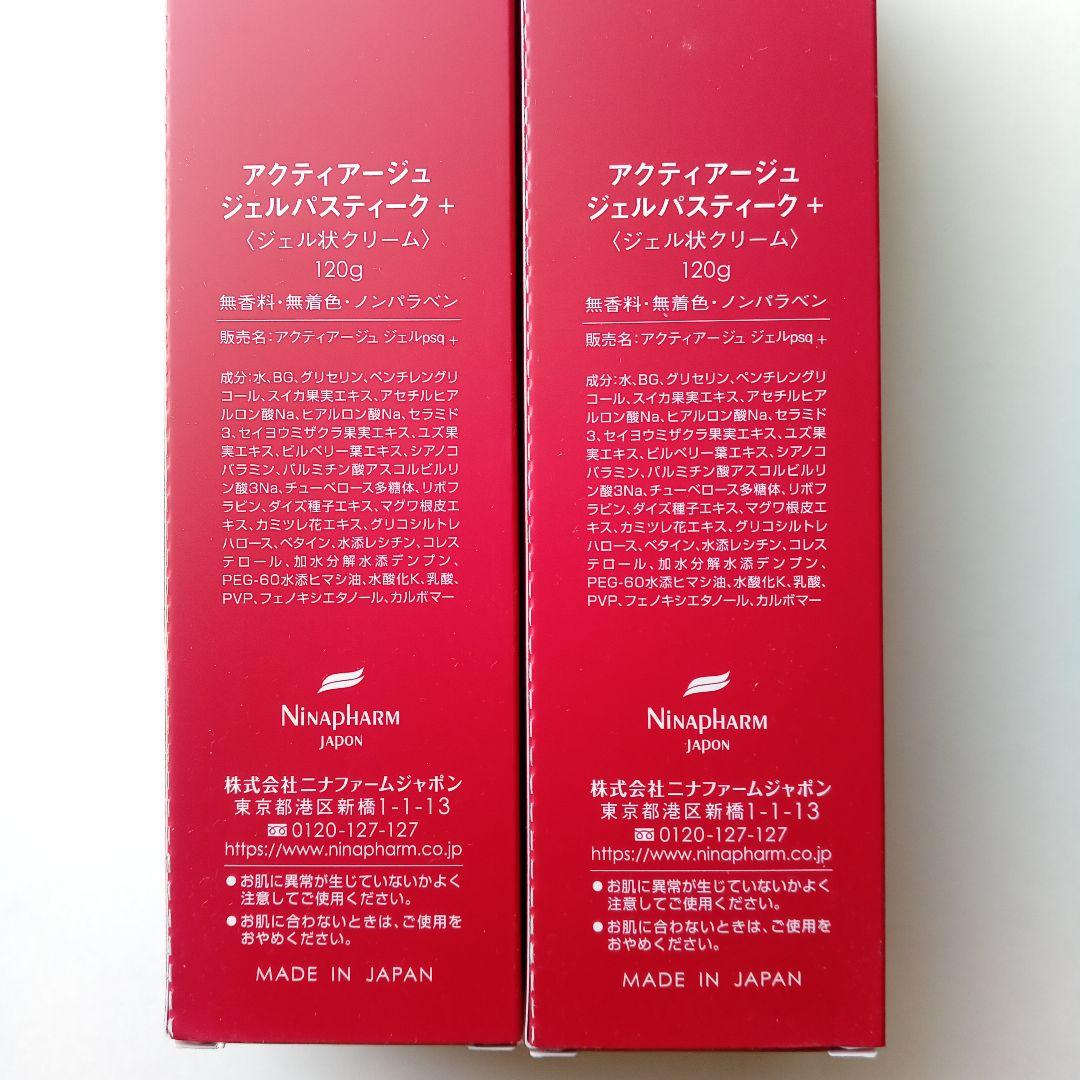 アクティアージュ
ジェルパスティーク+
〈ジェル状クリーム〉
120g
無香料・無着色・ノンパラベン
販売名:アクティアージュ ジェルpsq+
成分:水、BG、グリセリン、ペンチレングリ
コール、スイカ果実エキス、アセチルヒア
ルロン酸Na、ヒアルロン酸Na、セラミド
3、セイヨウミザクラ果実エキス、ユズ果
実エキス、ビルベリー葉エキス、シアノコ
バラミン、パルミチン酸アスコルビルリ
ン酸3Na、チューベロース多糖体、リボフ
ラビン、ダイズ種子エキス、マグワ根皮エ
キス、カミツレ花エキス、グリコシルトレ
ハロース、ベタイン、水添レシチン、コレス
テロール、加水分解水添デンプン、
PEG-60水添ヒマシ油、水酸化K、乳酸、
PVP、フェノキシエタノール、カルボマー
NINAPHARM
JAPON
株式会社ニナファームジャポン
東京都港区新橋1-1-13
0120-127-127
https://www.ninapharm.co.jp
●お肌に異常が生じていないかよく
注意してご使用ください。
●お肌に合わないときは、ご使用を
おやめください。
MADE IN JAPAN
アクティアージュ
ジェルパスティーク+
〈ジェル状クリーム〉
120g
無香料・無着色・ノンパラベン
販売名:アクティアージュ ジェルpsq+
成分:水、BG、グリセリン、ペンチレングリ
コール、スイカ果実エキス、アセチルヒア
ルロン酸Na、ヒアルロン酸Na、セラミド
3、セイヨウミザクラ果実エキス、ユズ果
実エキス、ビルベリー葉エキス、シアノコ
バラミン、パルミチン酸アスコルビルリ
ン酸3Na、チューベロース多糖体、リボフ
ラビン、ダイズ種子エキス、マグワ根皮エ
キス、カミツレ花エキス、グリコシルトレ
ハロース、ベタイン、水添レシチン、コレス
テロール、加水分解水添デンプン、
PEG-60水添ヒマシ油、水酸化K、乳酸、
PVP、フェノキシエタノール、カルボマー
NINAPHARM
JAPON
株式会社ニナファームジャポン
東京都港区新橋1-1-13
0120-127-127
https://www.ninapharm.co.jp
●お肌に異常が生じていないかよく
注意してご使用ください。
●お肌に合わないときは、ご使用を
おやめください。
MADE IN JAPAN